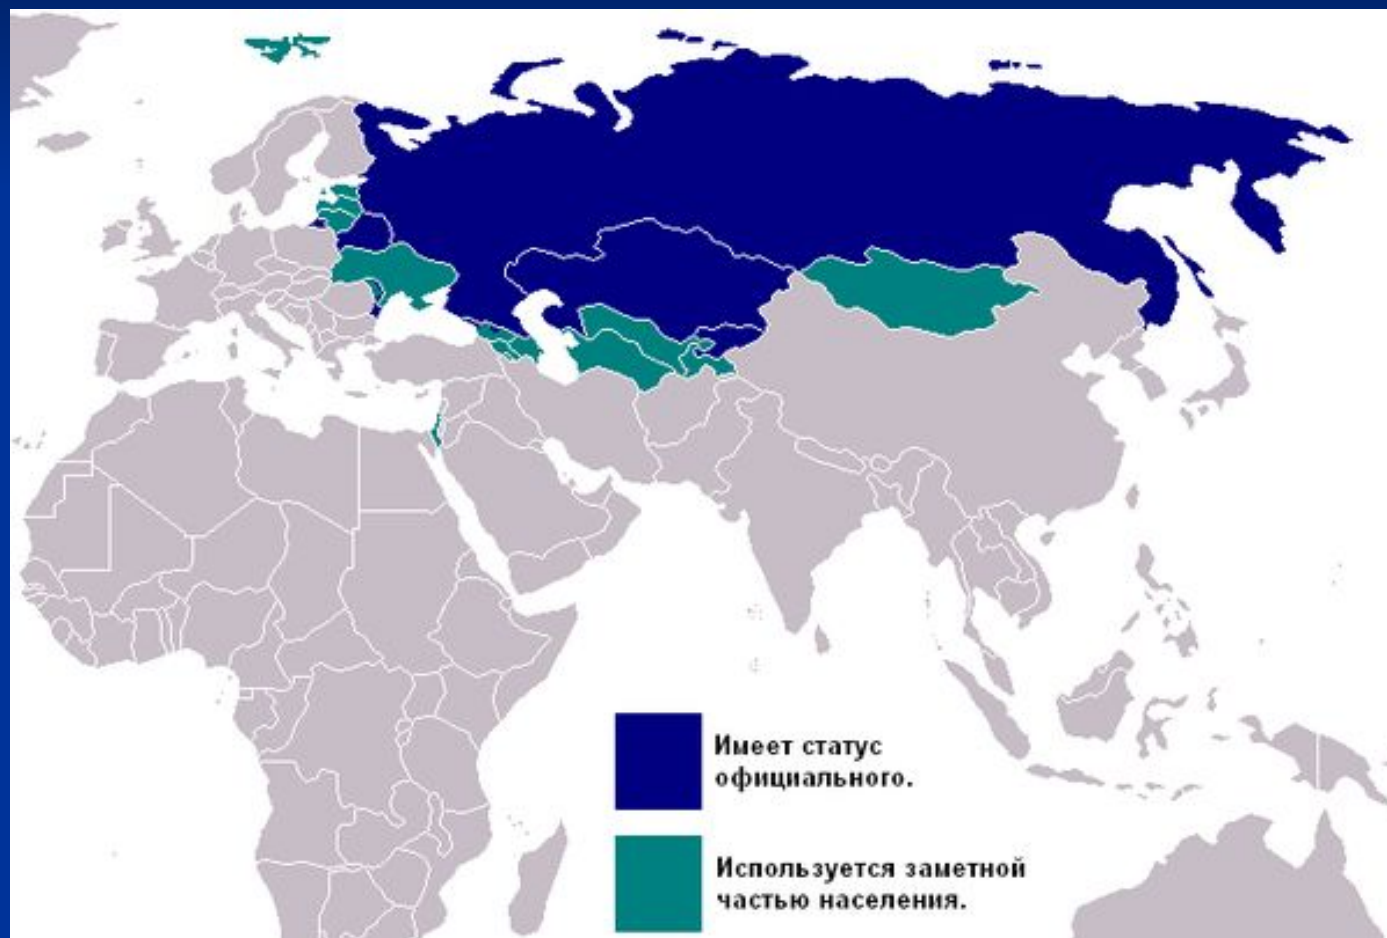 Имеет статус
официального.
Используется заметной
частью населения.